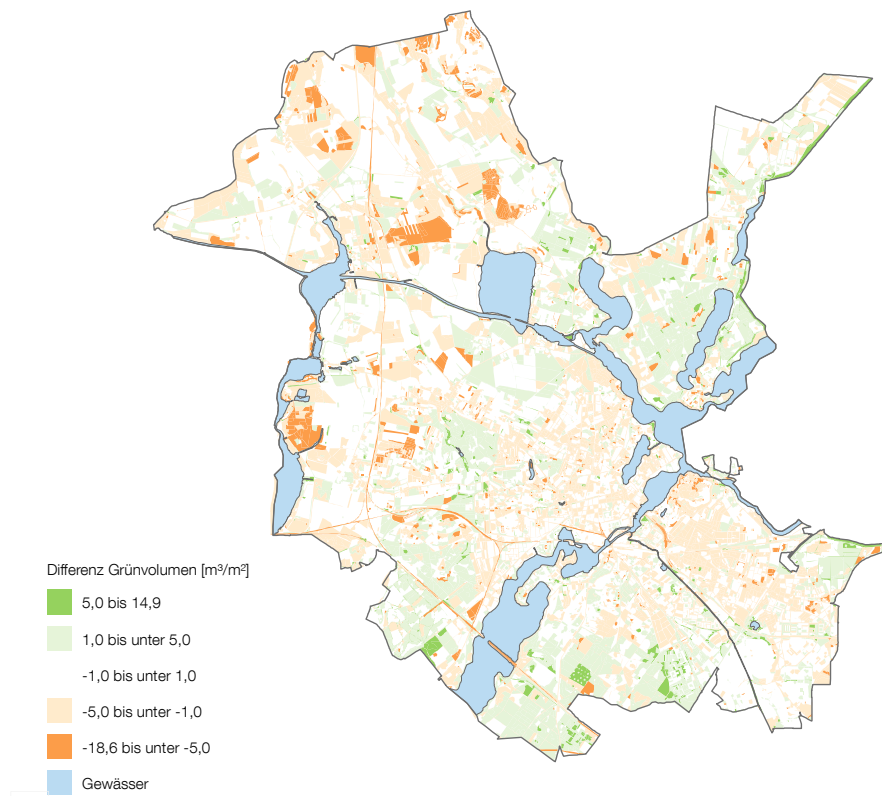 Differenz Grünvolumen [m³/m²]
5,0 bis 14,9
1,0 bis unter 5,0
-1,0 bis unter 1,0
-5,0 bis unter -1,0
-18,6 bis unter -5,0
Gewässer